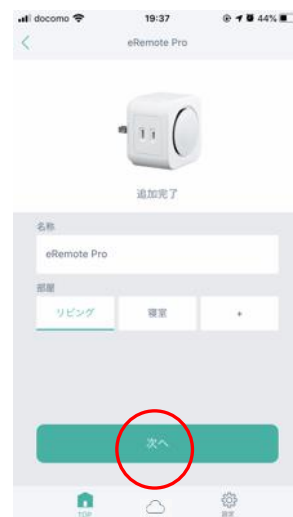 docomo 19:37 44%
eRemote Pro
追加完了
名称
eRemote Pro
部屋
リビング 寝室 +
次へ
TOP 設定